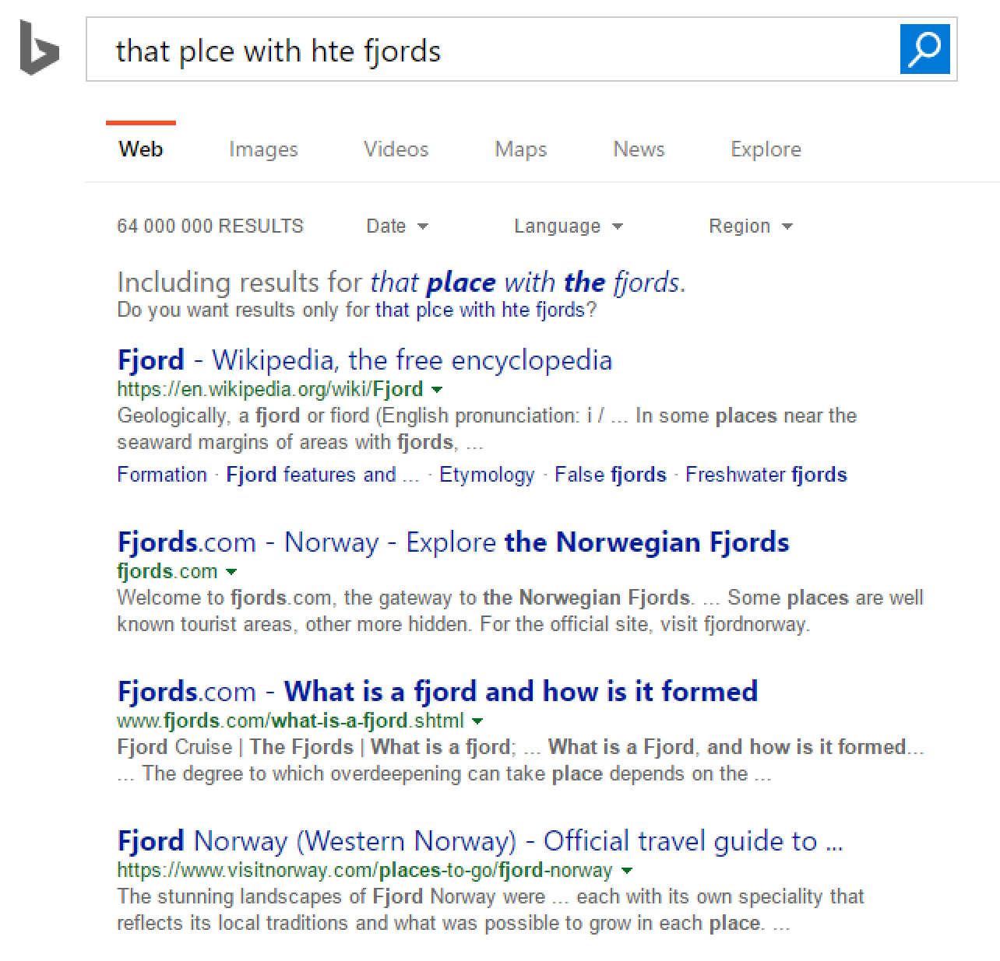 that plce with hte fjords
Web Images Videos Maps News Explore
64 000 000 RESULTS Date Language Region
Including results for that place with the fjords.
Do you want results only for that plce with hte fjords?
Fjord - Wikipedia, the free encyclopedia
https://en.wikipedia.org/wiki/Fjord
Geologically, a fjord or fiord (English pronunciation: i / ... In some places near the
seaward margins of areas with fjords, ...
Formation · Fjord features and ... · Etymology · False fjords · Freshwater fjords
Fjords.com - Norway - Explore the Norwegian Fjords
fjords.com
Welcome to fjords.com, the gateway to the Norwegian Fjords. ... Some places are well
known tourist areas, other more hidden. For the official site, visit fjordnorway.
Fjords.com - What is a fjord and how is it formed
www.fjords.com/what-is-a-fjord.shtml
Fjord Cruise | The Fjords | What is a fjord; ... What is a Fjord, and how is it formed...
... The degree to which overdeepening can take place depends on the ...
Fjord Norway (Western Norway) - Official travel guide to ...
https://www.visitnorway.com/places-to-go/fjord-norway
The stunning landscapes of Fjord Norway were ... each with its own speciality that
reflects its local traditions and what was possible to grow in each place. ...